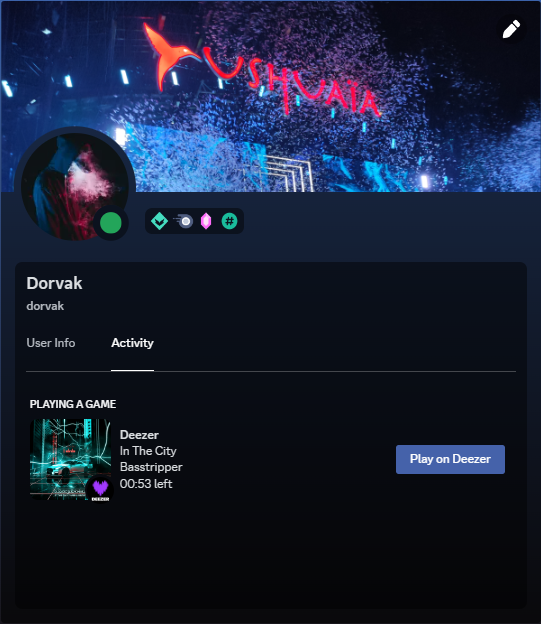 USHUAÏA
Dorvak
dorvak
User Info
Activity
PLAYING A GAME
Deezer
In The City
Basstripper
00:53 left
DEEZER
Play on Deezer